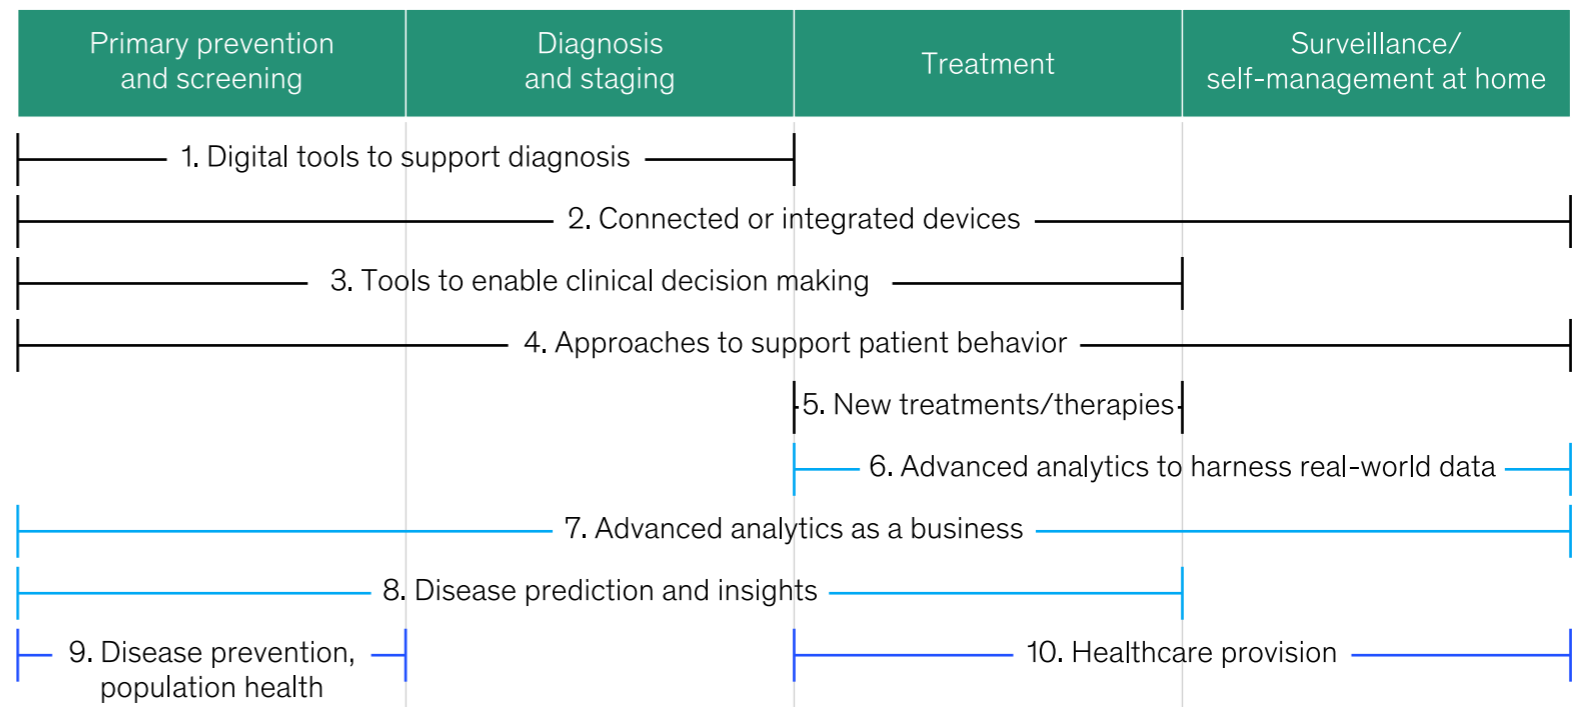 Primary prevention
and screening
Diagnosis
and staging
Treatment
Surveillance/
self-management at home
1. Digital tools to support diagnosis
2. Connected or integrated devices
3. Tools to enable clinical decision making
4. Approaches to support patient behavior
5. New treatments/therapies
6. Advanced analytics to harness real-world data
7. Advanced analytics as a business
8. Disease prediction and insights
9. Disease prevention,
population health
10. Healthcare provision